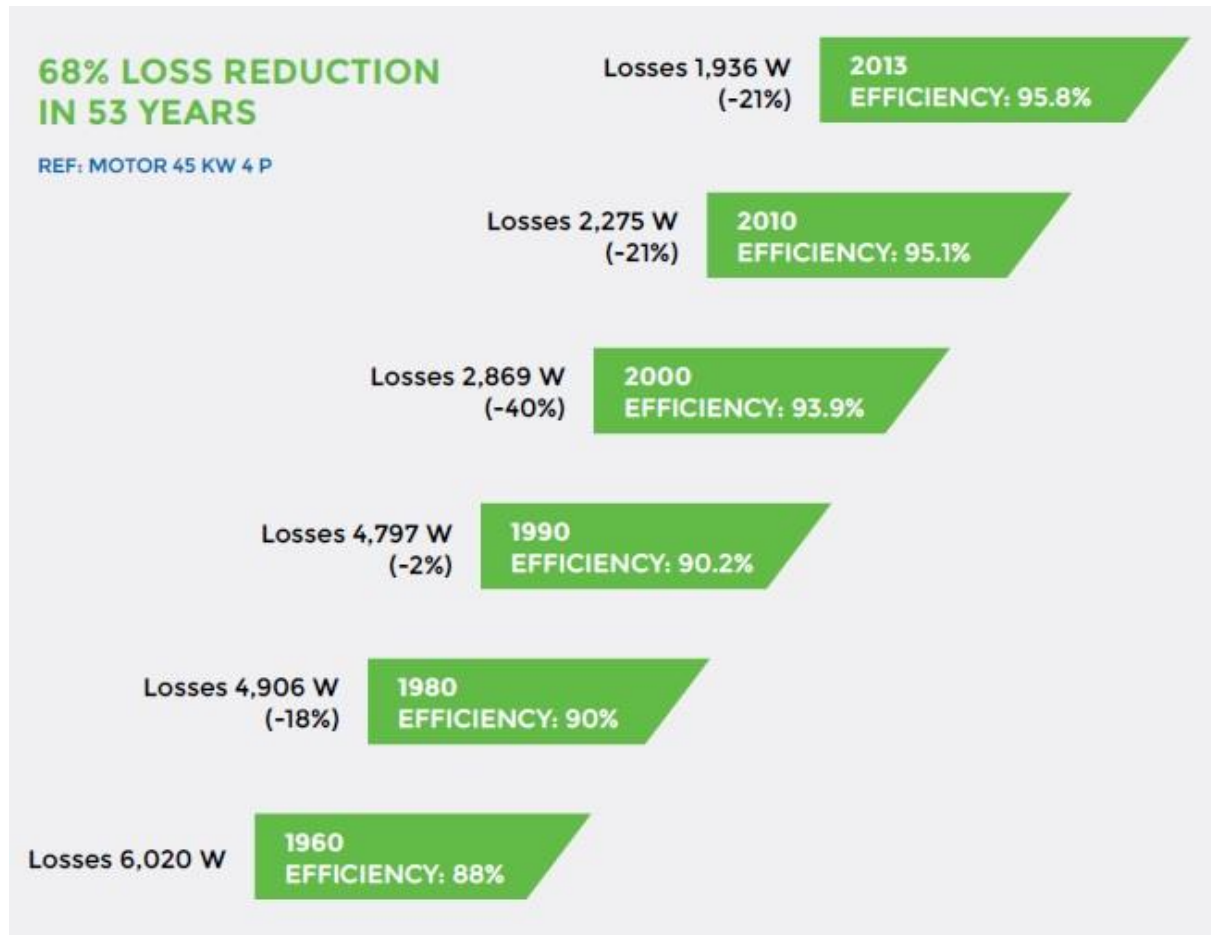 68% LOSS REDUCTION
IN 53 YEARS
REF: MOTOR 45 KW 4 P
Losses 1,936 W
(-21%)
2013
EFFICIENCY: 95.8%
Losses 2,275 W
(-21%)
2010
EFFICIENCY: 95.1%
Losses 2,869 W
(-40%)
2000
EFFICIENCY: 93.9%
Losses 4,797 W
(-2%)
1990
EFFICIENCY: 90.2%
Losses 4,906 W
(-18%)
1980
EFFICIENCY: 90%
Losses 6,020 W
1960
EFFICIENCY: 88%